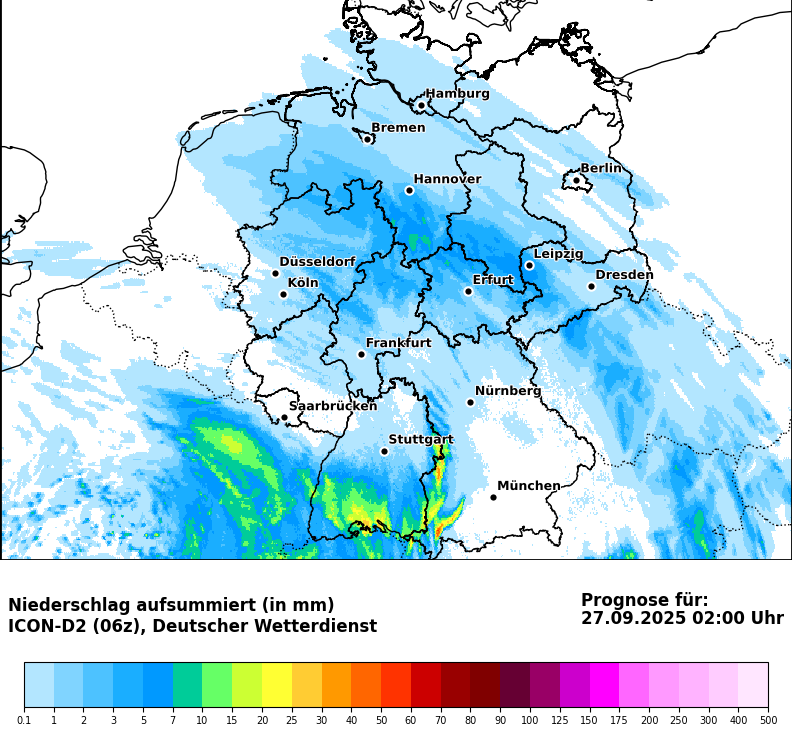 Hamburg
Bremen
Berlin
Hannover
Düsseldorf
Leipzig
Köln
Erfurt
Dresden
Frankfurt
Nürnberg
Saarbrücken
Stuttgart
München
Niederschlag aufsummiert (in mm)
ICON-D2 (06z), Deutscher Wetterdienst
Prognose für:
27.09.2025 02:00 Uhr
0.1 1 2 3 5 7 10 15 20 25 30 40 50 60 70 80 90 100 125 150 175 200 250 300 400 500